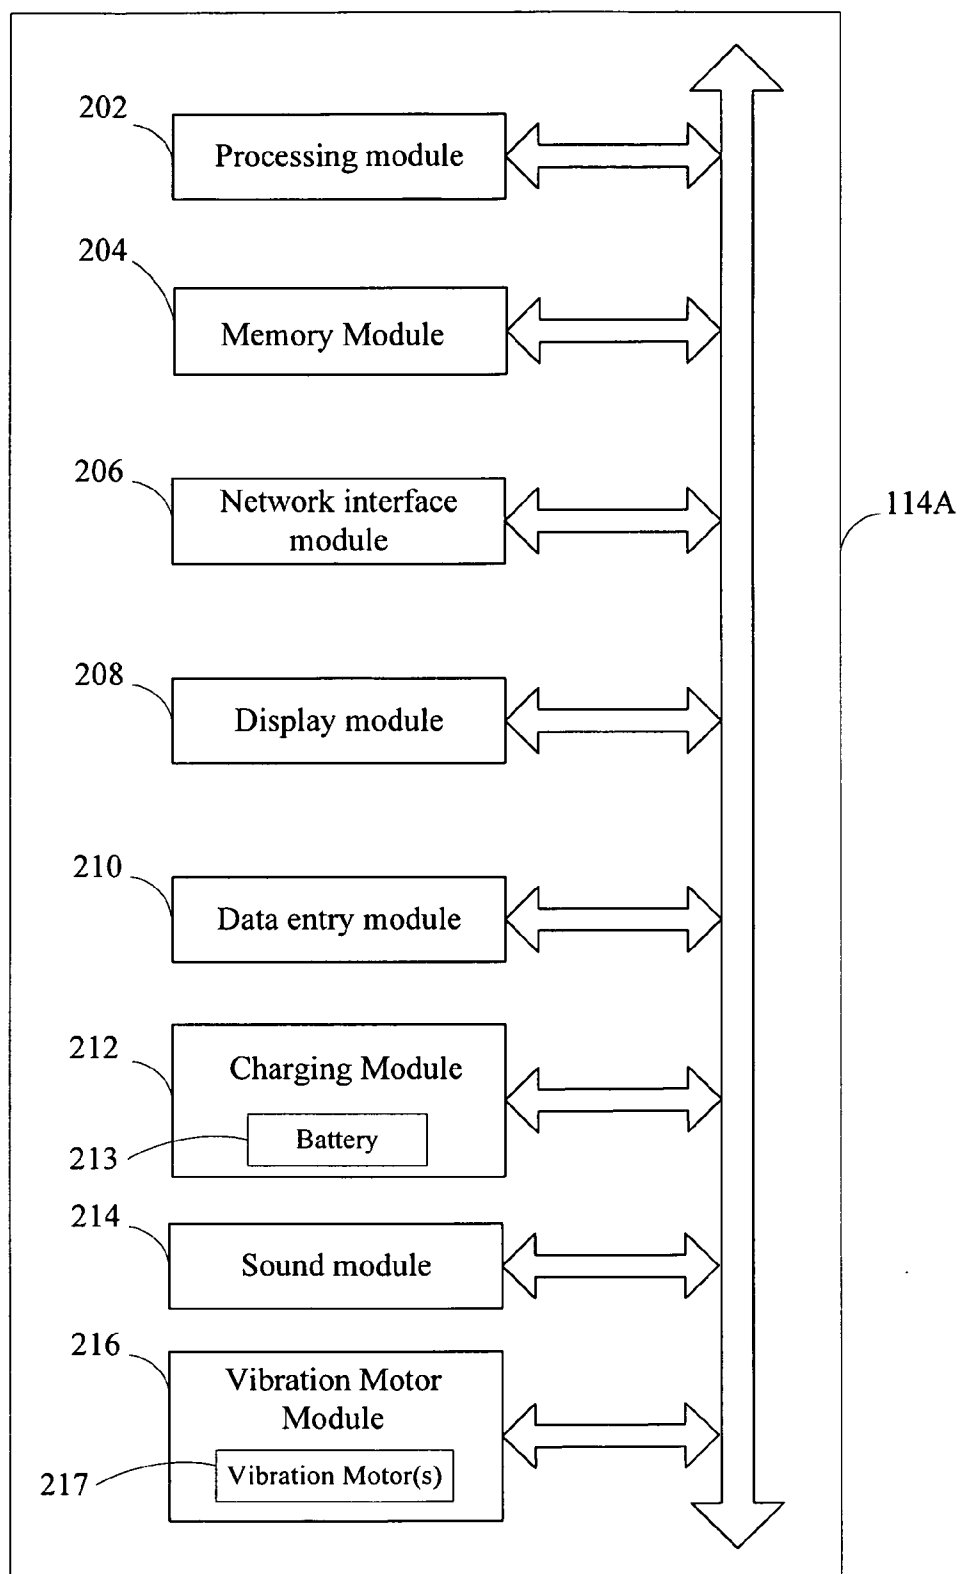 202
Processing module
204
Memory Module
206
Network interface
module
114A
208
Display module
210
Data entry module
212
Charging Module
213
Battery
214
Sound module
216
Vibration Motor
Module
217
Vibration Motor(s)